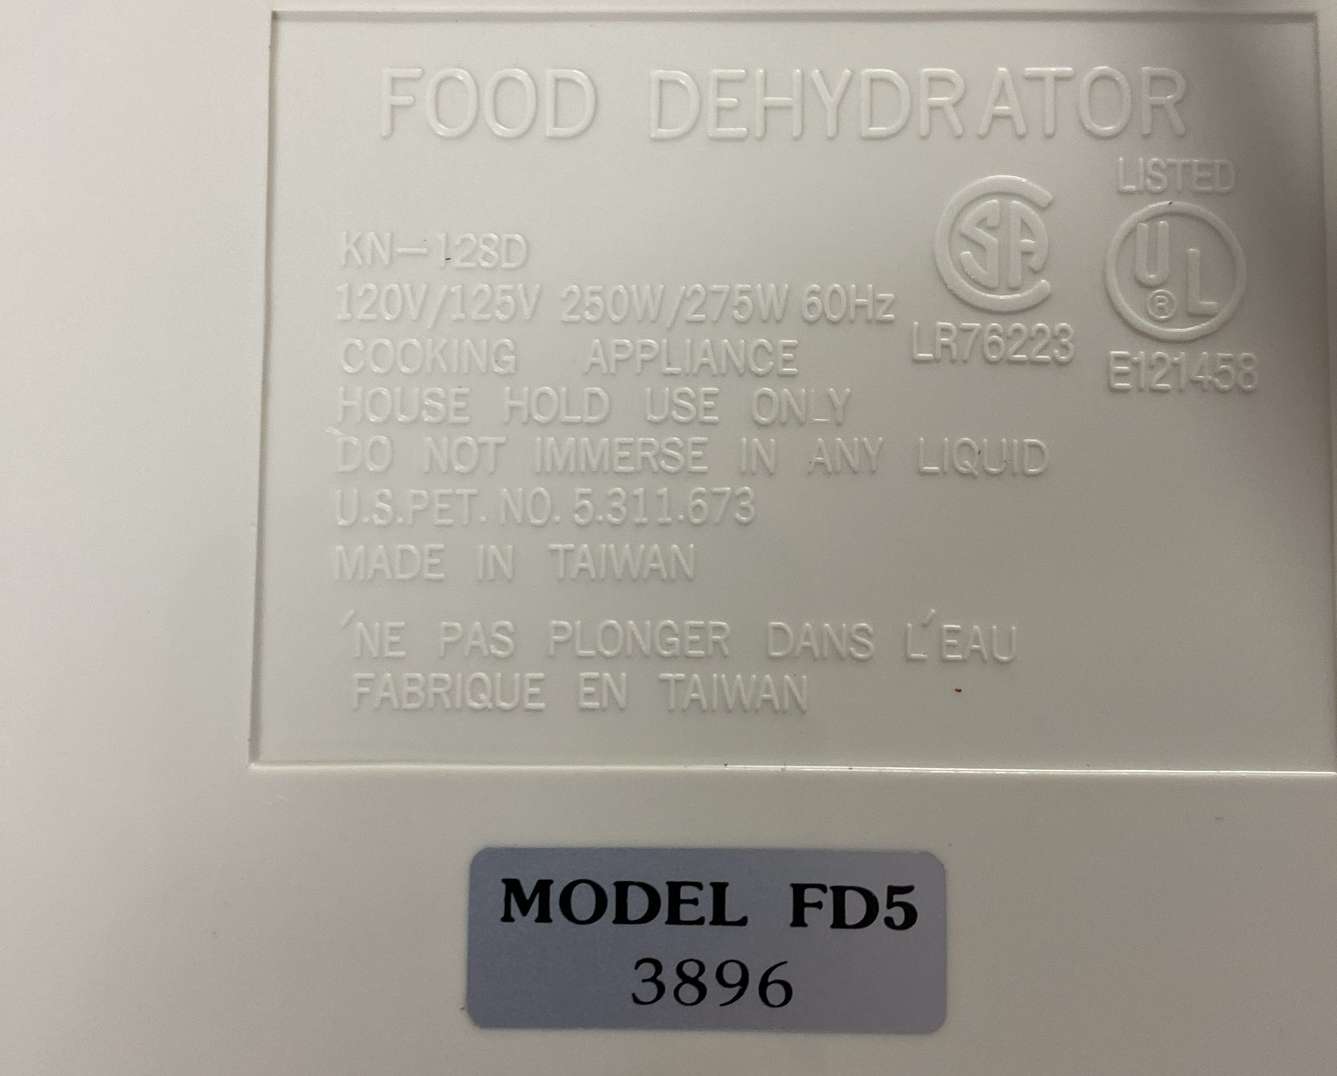 FOOD DEHYDRATOR
LISTED
SA
UL
®
KN-128D
120V/125V 250W/275W 60Hz
LR76223
E121458
COOKING APPLIANCE
HOUSE HOLD USE ONLY
DO NOT IMMERSE IN ANY LIQUID
U.S.PET. NO. 5.311.673
MADE IN TAIWAN
'NE PAS PLONGER DANS L'EAU
FABRIQUE EN TAIWAN
MODEL FD5
3896